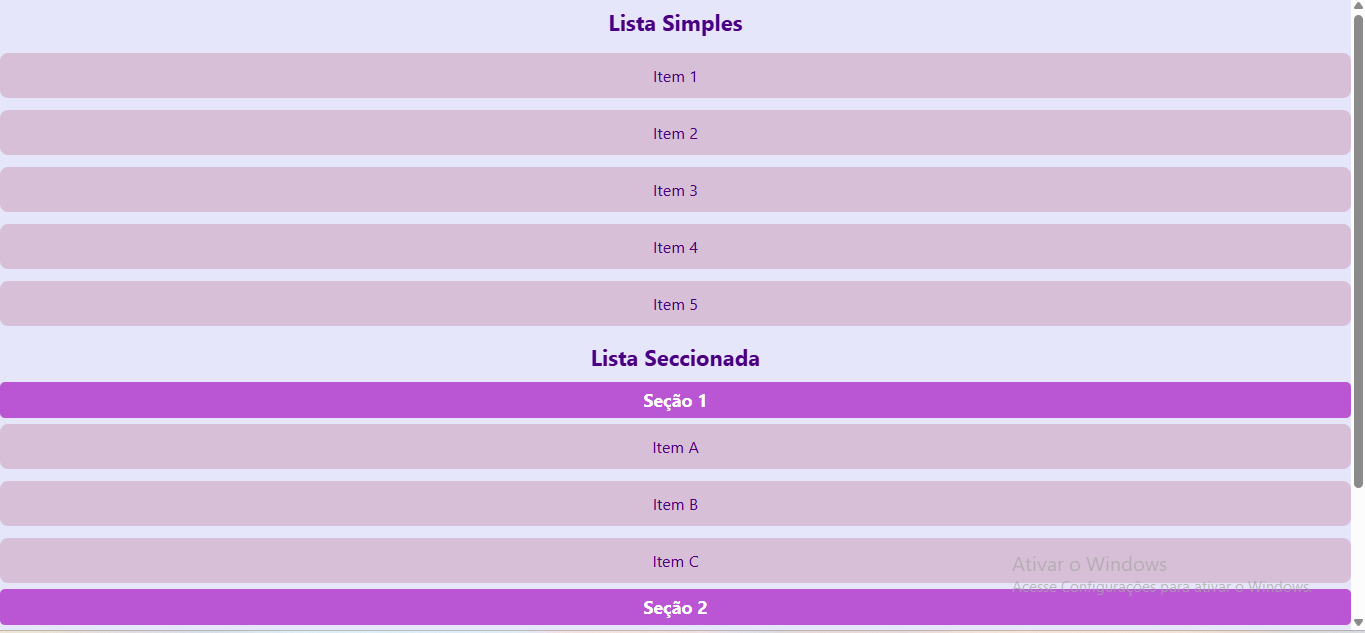 Lista Simples
Item 1
Item 2
Item 3
Item 4
Item 5
Lista Seccionada
Seção 1
Item A
Item B
Item C
Ativar o Windows
Acesse Configurações para ativar o Windows.
Seção 2